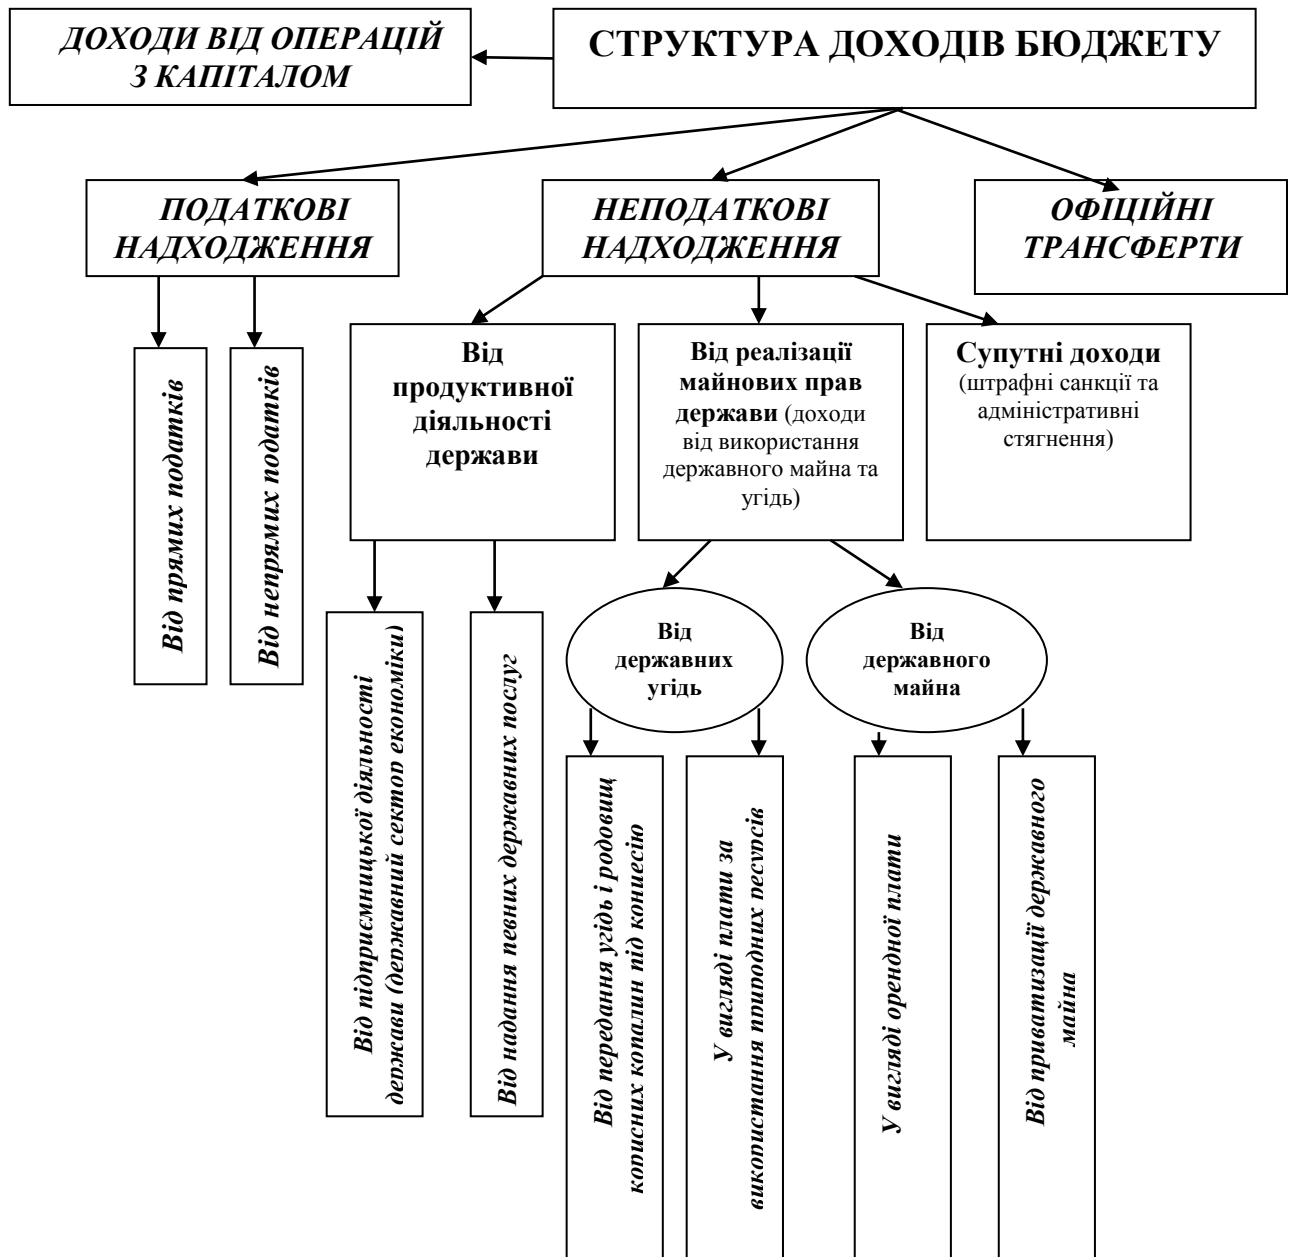 ДОХОДИ ВІД ОПЕРАЦІЙ
З КАПІТАЛОМ
СТРУКТУРА ДОХОДІВ БЮДЖЕТУ
ПОДАТКОВІ
НАДХОДЖЕННЯ
НЕПОДАТКОВІ
НАДХОДЖЕННЯ
ОФІЦІЙНІ
ТРАНСФЕРТИ
Від прямих податків
Від непрямих податків
Від
продуктивної
діяльності
держави
Від реалізації
майнових прав
держави (доходи
від використання
державного майна та
угідь)
Супутні доходи
(штрафні санкції та
адміністративні
стягнення)
Від підприємницької діяльності
держави (державний сектор економіки)
Від надання певних державних послуг
Від
державних
угідь
Від
державного
майна
Від передання угідь і родовищ
корисних копалин під концесію
У вигляді плати за
використання природних ресурсів
У вигляді орендної плати
Від приватизації державного
майна